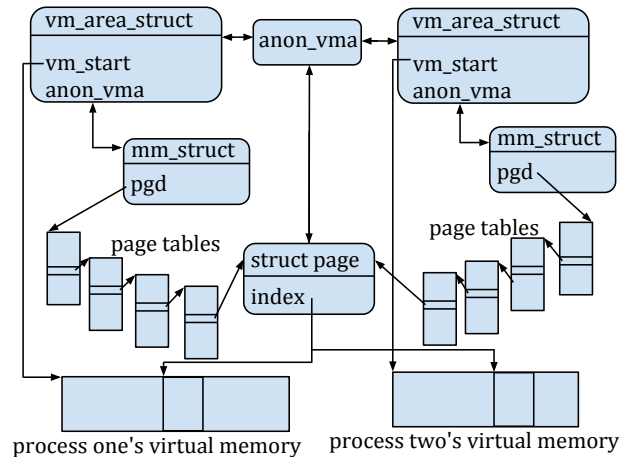 vm_area_struct
vm_start
anon_vma
anon_vma
vm_area_struct
vm_start
anon_vma
mm_struct
pgd
mm_struct
pgd
page tables
page tables
struct page
index
process one's virtual memory
process two's virtual memory